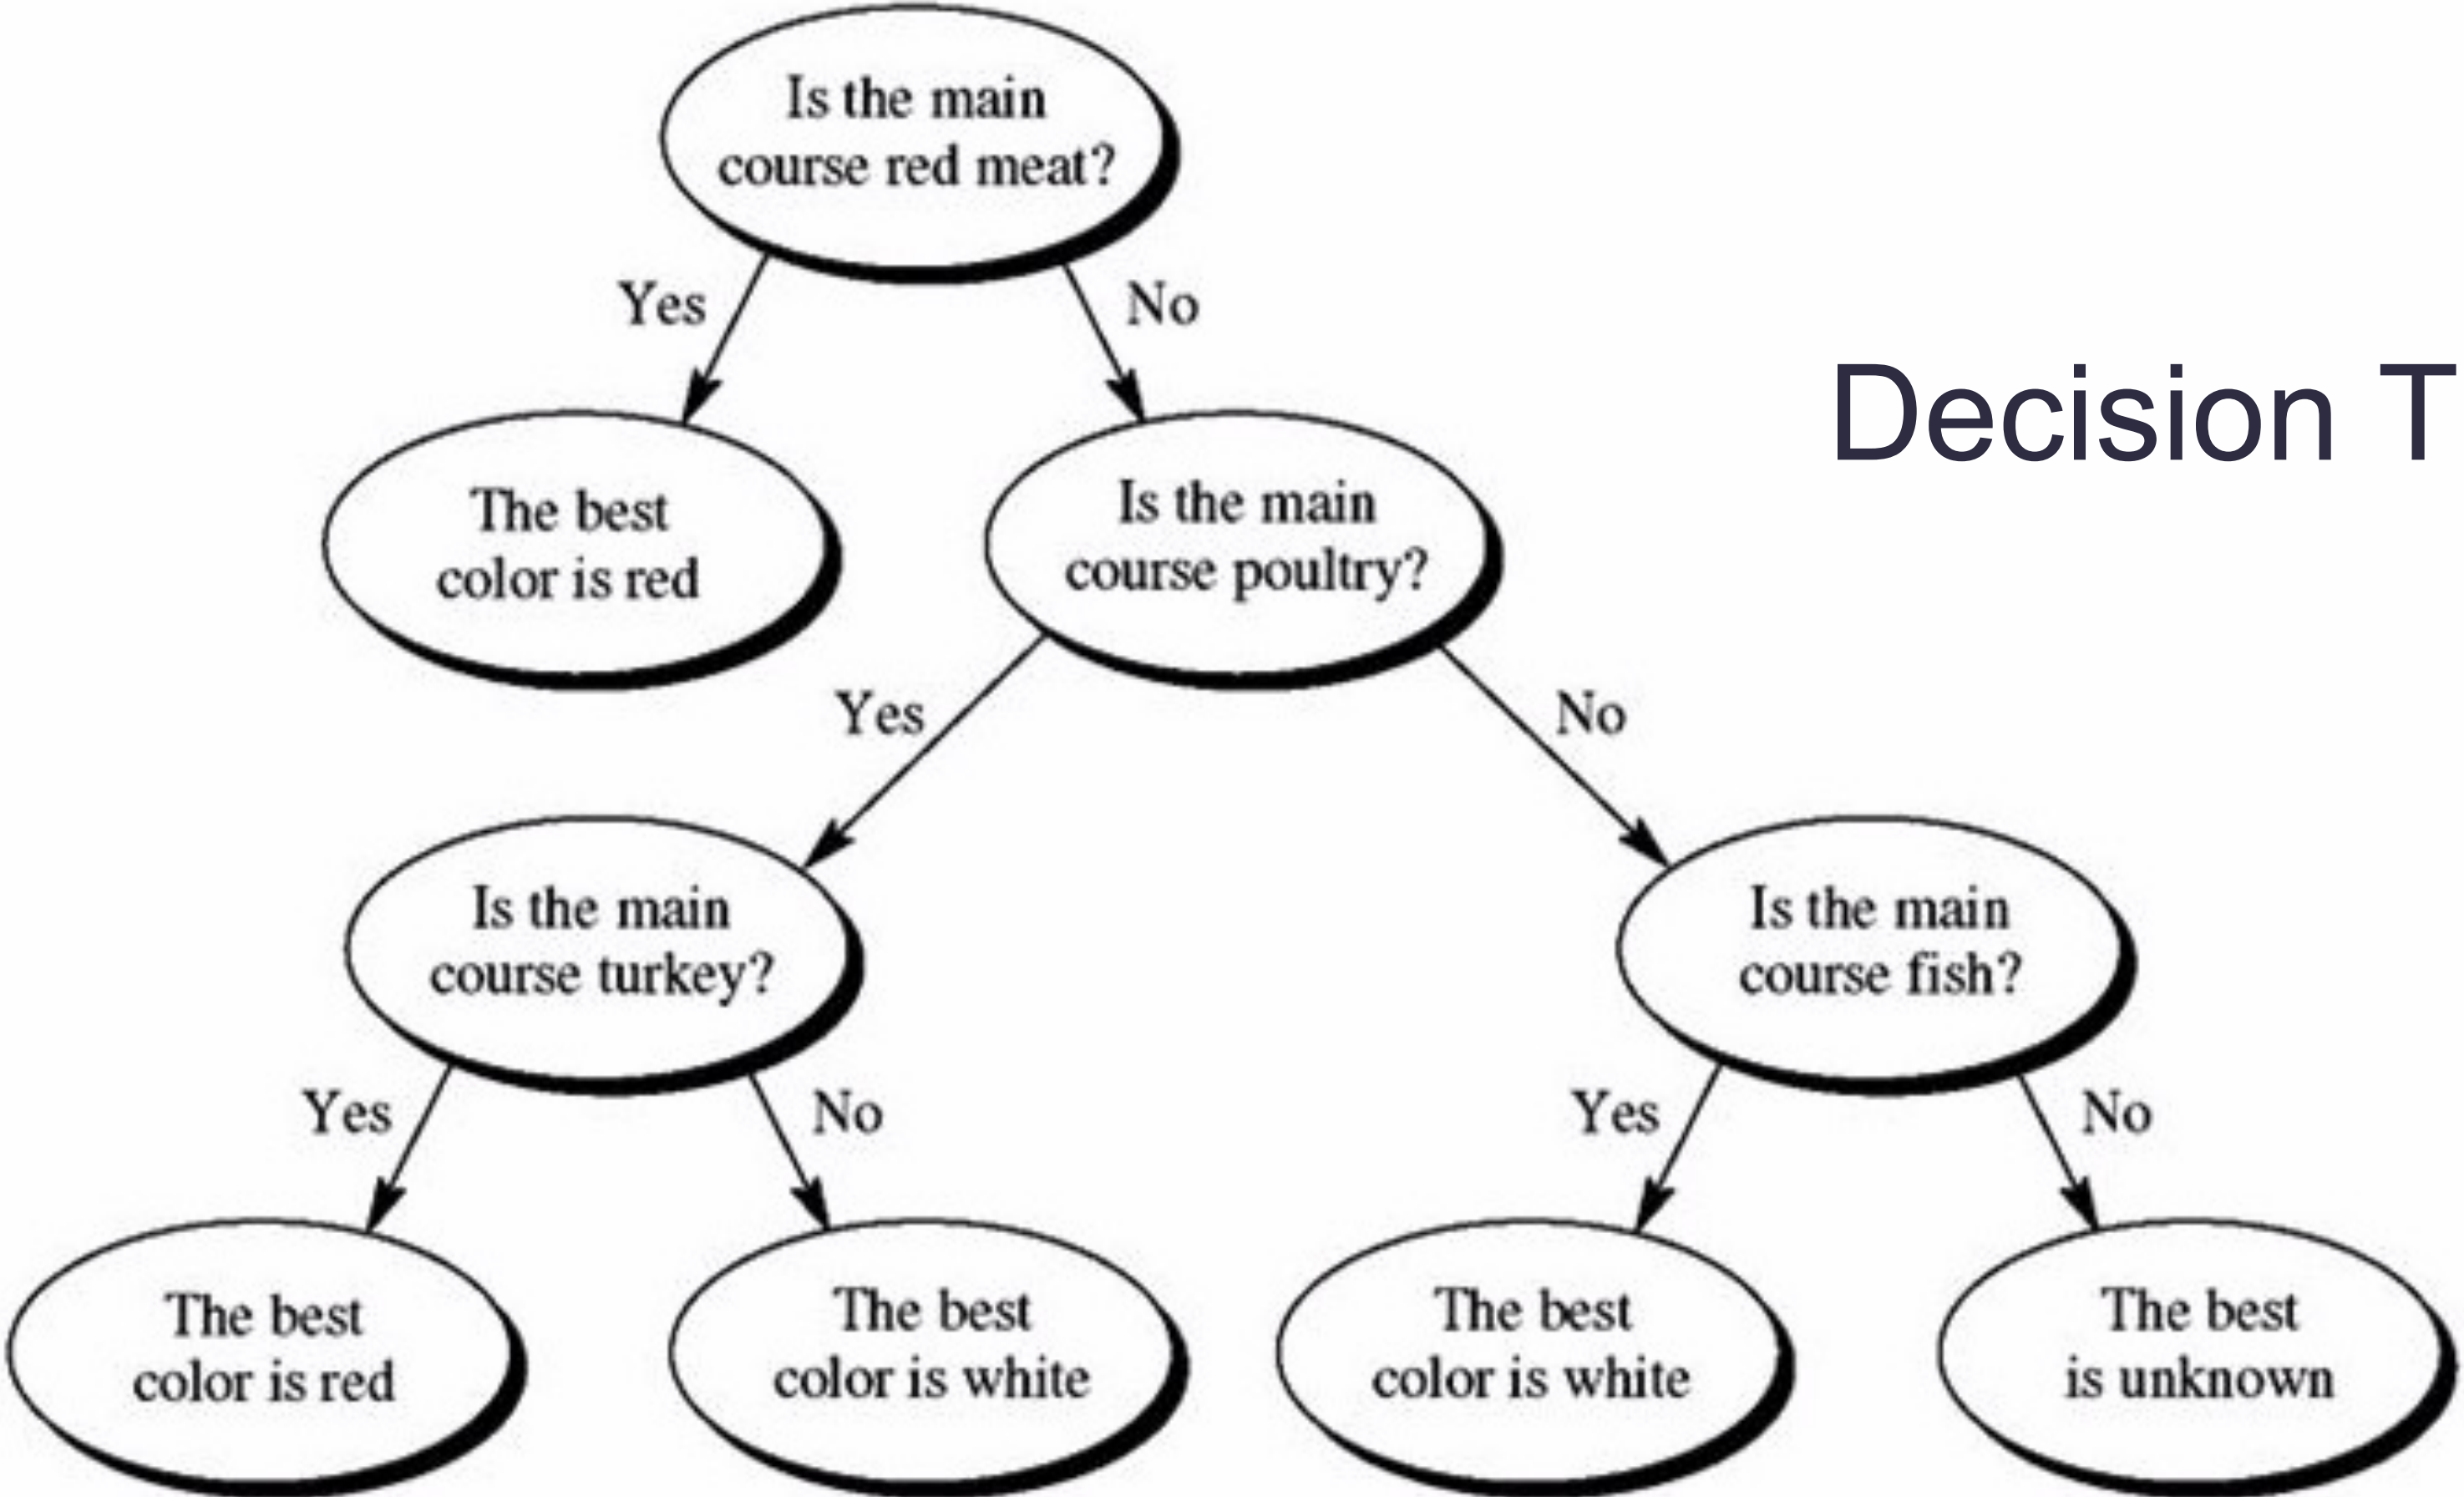 Is the main
course red meat?
Yes
No
Decision T
The best
color is red
Is the main
course poultry?
Yes
No
Is the main
course turkey?
Is the main
course fish?
Yes
No
Yes
No
The best
color is red
The best
color is white
The best
color is white
The best
is unknown